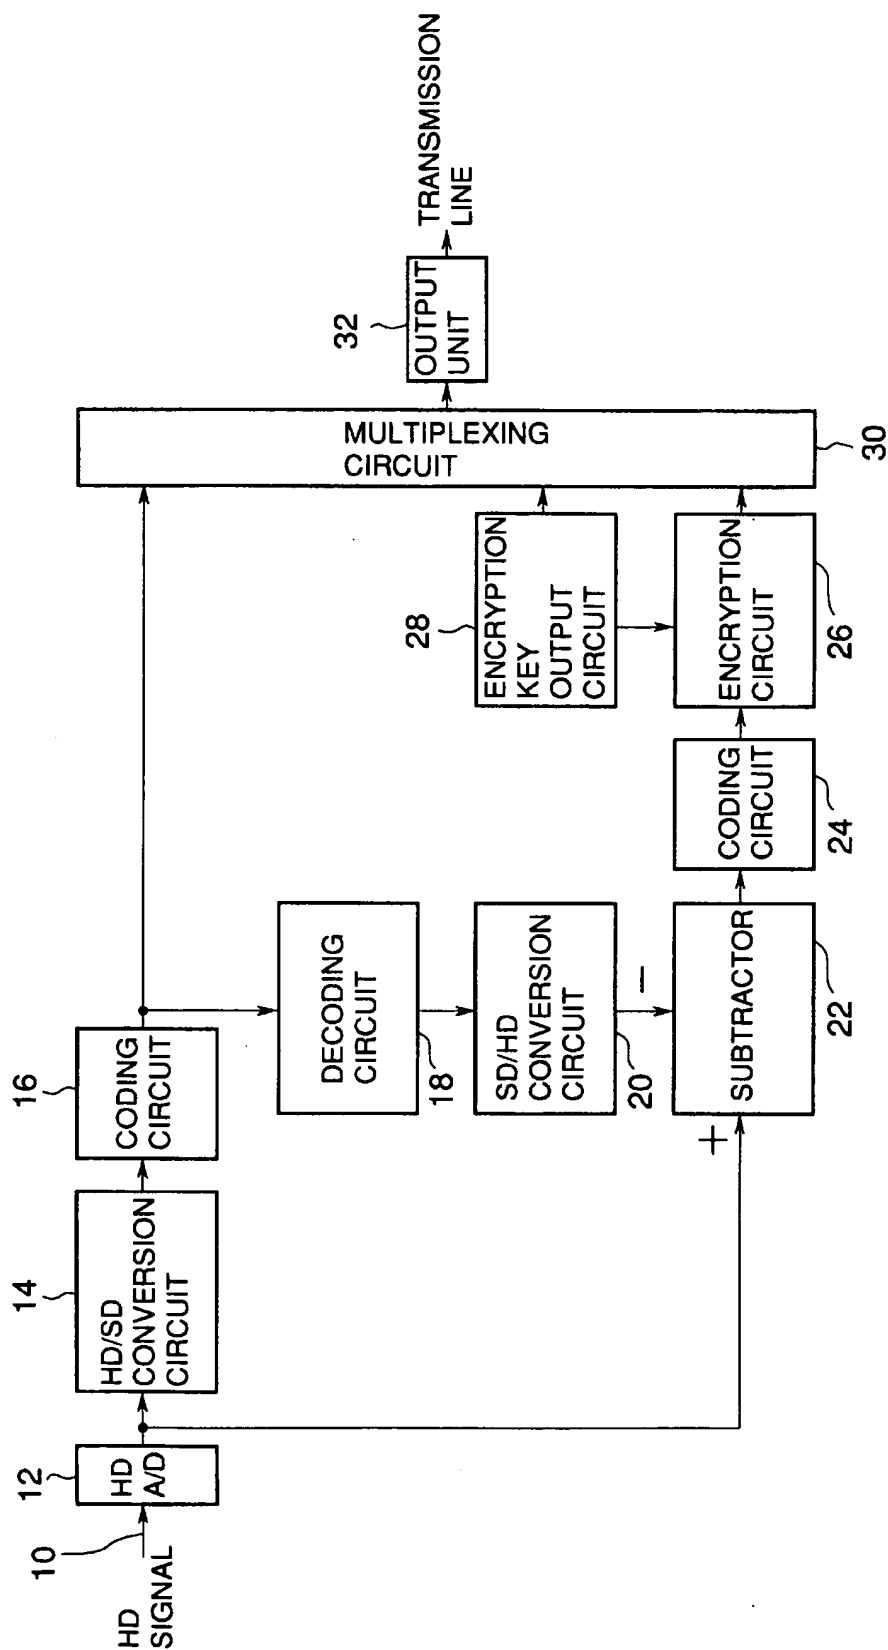 10
HD
SIGNAL
12
HD
A/D
14
HD/SD
CONVERSION
CIRCUIT
16
CODING
CIRCUIT
DECODING
CIRCUIT
18
SD/HD
CONVERSION
CIRCUIT
20
−
+
SUBTRACTOR
22
CODING
CIRCUIT
24
28
ENCRYPTION
KEY
OUTPUT
CIRCUIT
ENCRYPTION
CIRCUIT
26
MULTIPLEXING
CIRCUIT
30
32
OUTPUT
UNIT
TRANSMISSION
LINE